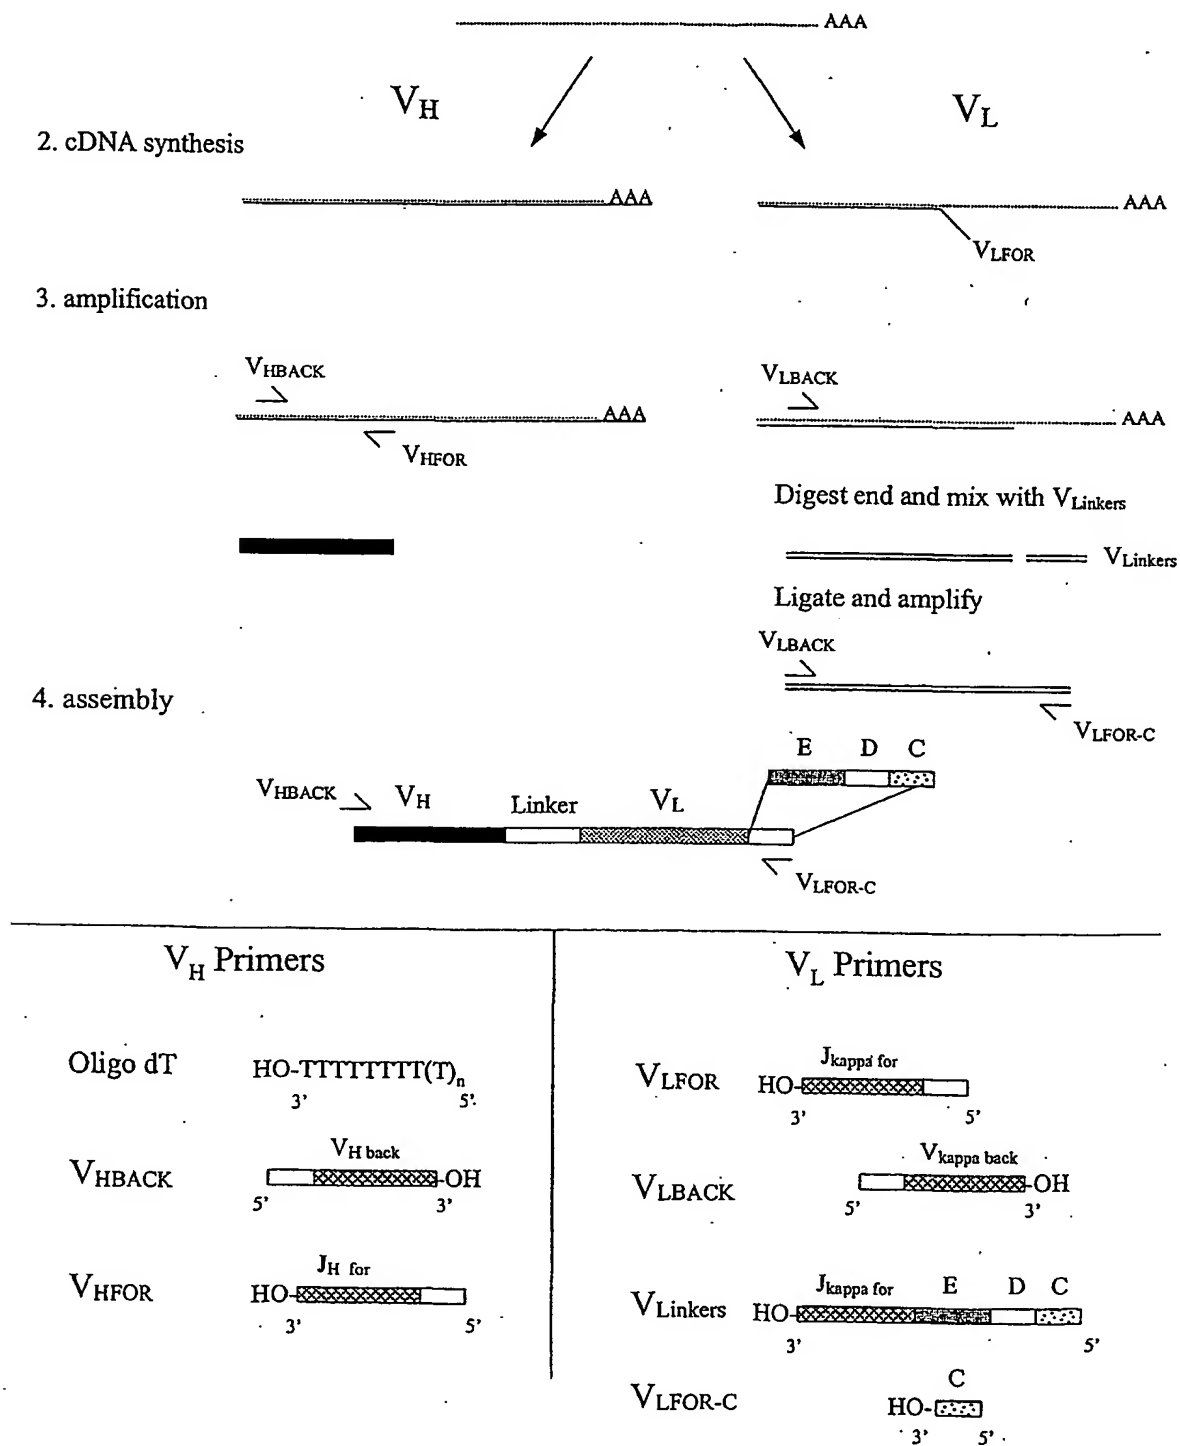 AAA
VH
VL
2. cDNA synthesis
AAA
AAA
VLFOR
3. amplification
VHBACK
VLBACK
AAA
AAA
VHFOR
Digest end and mix with VLinkers
VLinkers
Ligate and amplify
VLBACK
4. assembly
VLFOR-C
E D C
VHBACK
VH Linker VL
VLFOR-C
VH Primers
VL Primers
Oligo dT
HO-TTTTTTTTT(T)n
3' 5'
VHBACK
VH back
-OH
5' 3'
VHFOR
JH for
HO-
3' 5'
VLFOR
Jkappa for
HO-
3' 5'
VLBACK
Vkappa back
-OH
5' 3'
VLinkers
Jkappa for E D C
HO-
3' 5'
VLFOR-C
C
HO-
3' 5'